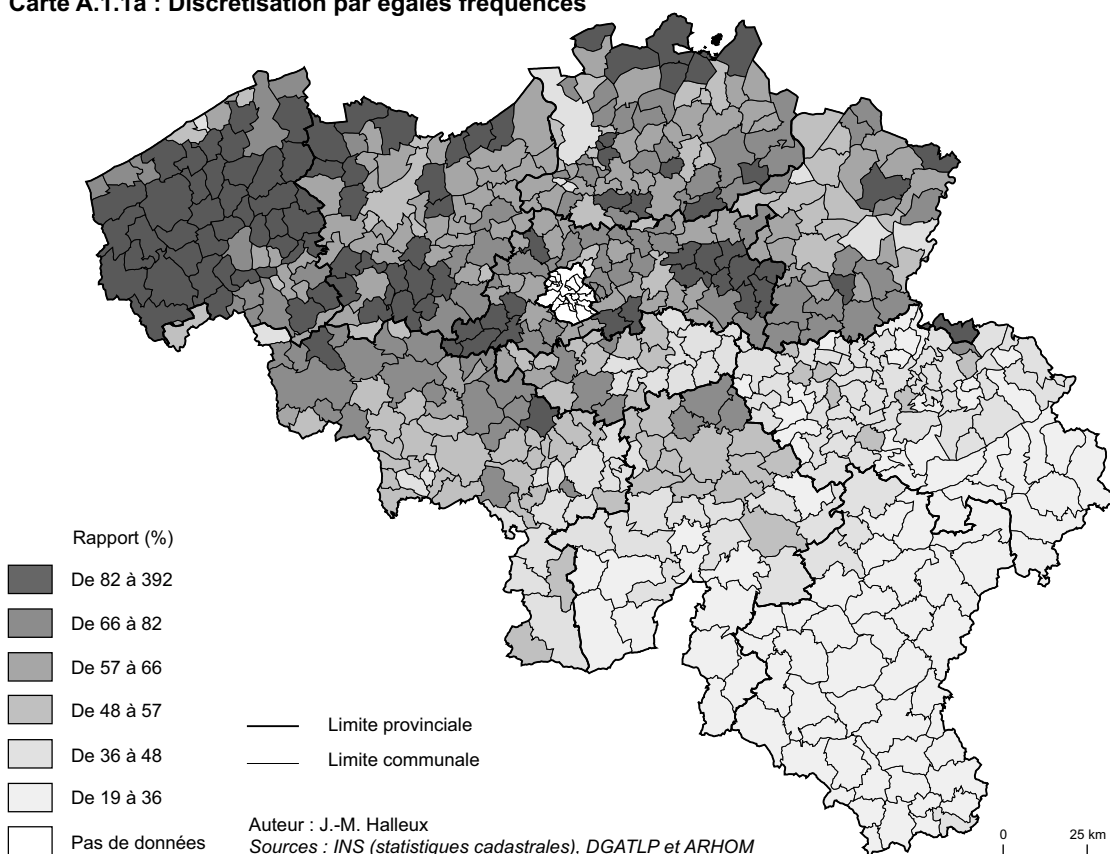 Carte A.1.1a : Discrétisation par égales fréquences
Rapport (%)
De 82 à 392
De 66 à 82
De 57 à 66
De 48 à 57
De 36 à 48
De 19 à 36
Pas de données
Limite provinciale
Limite communale
Auteur : J.-M. Halleux
Sources : INS (statistiques cadastrales), DGATLP et ARHOM
0 25 km